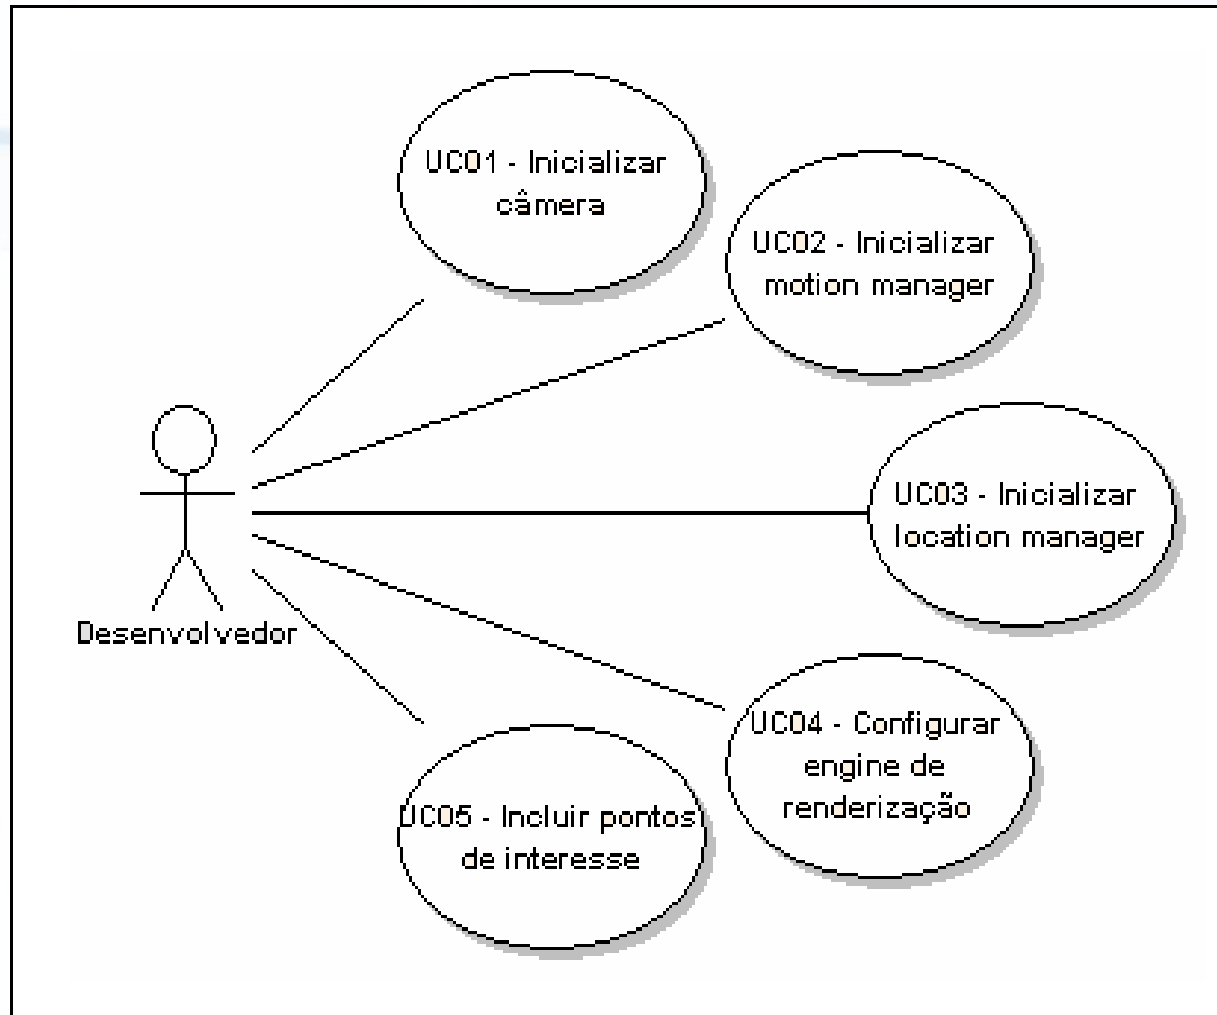 UC01 - Inicializar
câmera
UC02 - Inicializar
motion manager
UC03 - Inicializar
location manager
Desenvolvedor
UC04 - Configurar
engine de
renderização
UC05 - Incluir pontos
de interesse